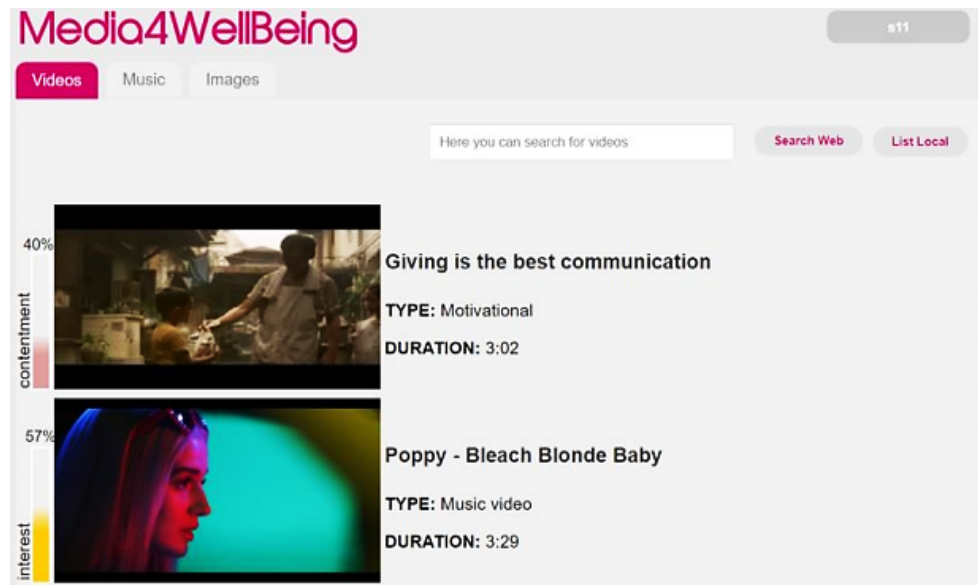 Media4WellBeing
s11
Videos Music Images
Here you can search for videos Search Web List Local
40%
contentment
Giving is the best communication
TYPE: Motivational
DURATION: 3:02
57%
interest
Poppy - Bleach Blonde Baby
TYPE: Music video
DURATION: 3:29